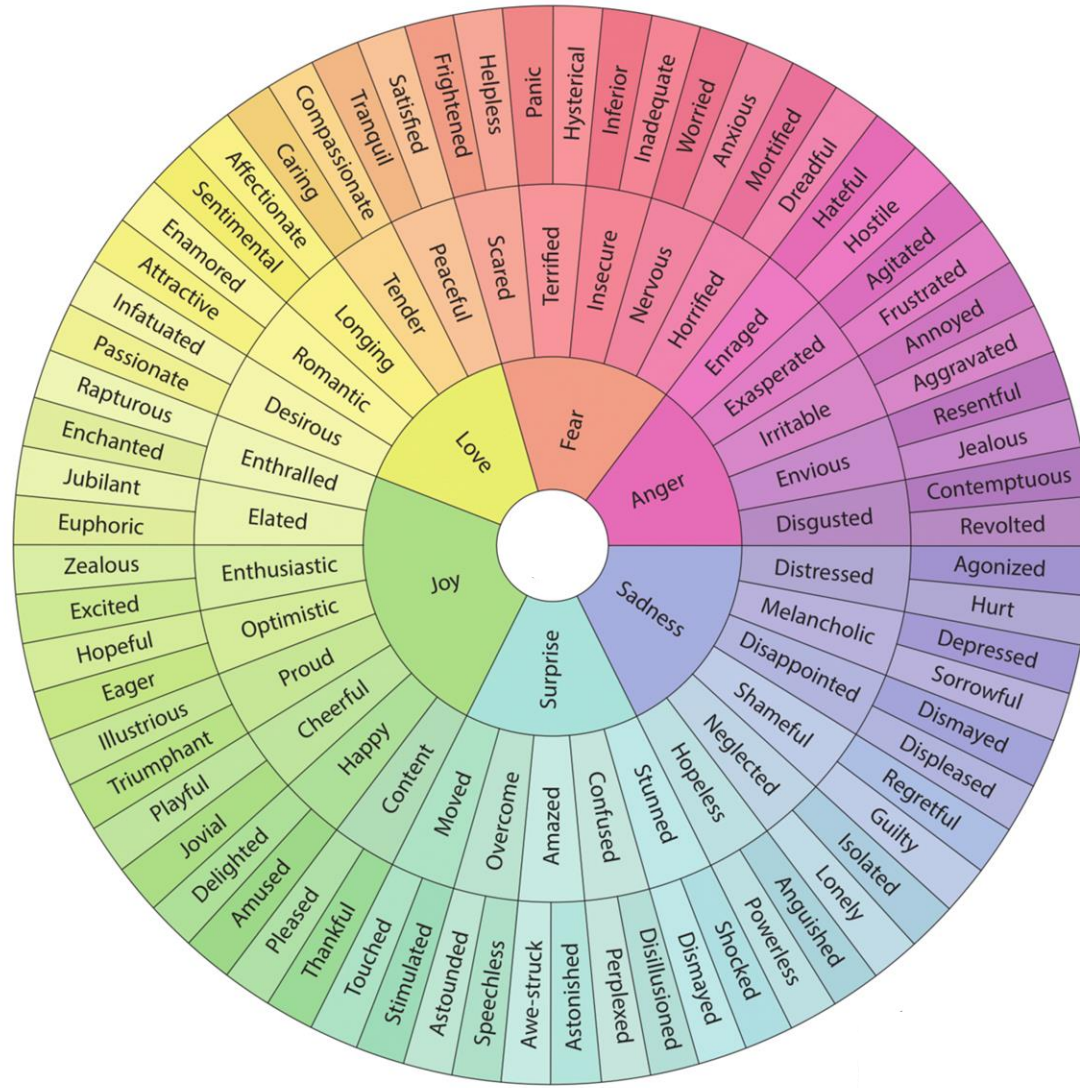 Fear
Anger
Sadness
Surprise
Joy
Love
Scared
Terrified
Insecure
Nervous
Horrified
Enraged
Exasperated
Irritable
Envious
Disgusted
Distressed
Melancholic
Disappointed
Shameful
Neglected
Hopeless
Stunned
Confused
Amazed
Overcome
Moved
Content
Happy
Cheerful
Proud
Optimistic
Enthusiastic
Elated
Enthralled
Desirous
Romantic
Longing
Tender
Peaceful
Frightened
Helpless
Panic
Hysterical
Inferior
Inadequate
Worried
Anxious
Mortified
Dreadful
Hateful
Hostile
Agitated
Frustrated
Annoyed
Aggravated
Resentful
Jealous
Contemptuous
Revolted
Agonized
Hurt
Depressed
Sorrowful
Dismayed
Displeased
Regretful
Guilty
Isolated
Lonely
Anguished
Powerless
Shocked
Dismayed
Disillusioned
Perplexed
Astonished
Awe-struck
Speechless
Astounded
Stimulated
Touched
Thankful
Pleased
Amused
Delighted
Jovial
Playful
Triumphant
Illustrious
Eager
Hopeful
Excited
Zealous
Euphoric
Jubilant
Enchanted
Rapturous
Passionate
Infatuated
Attractive
Enamored
Sentimental
Affectionate
Caring
Compassionate
Tranquil
Satisfied